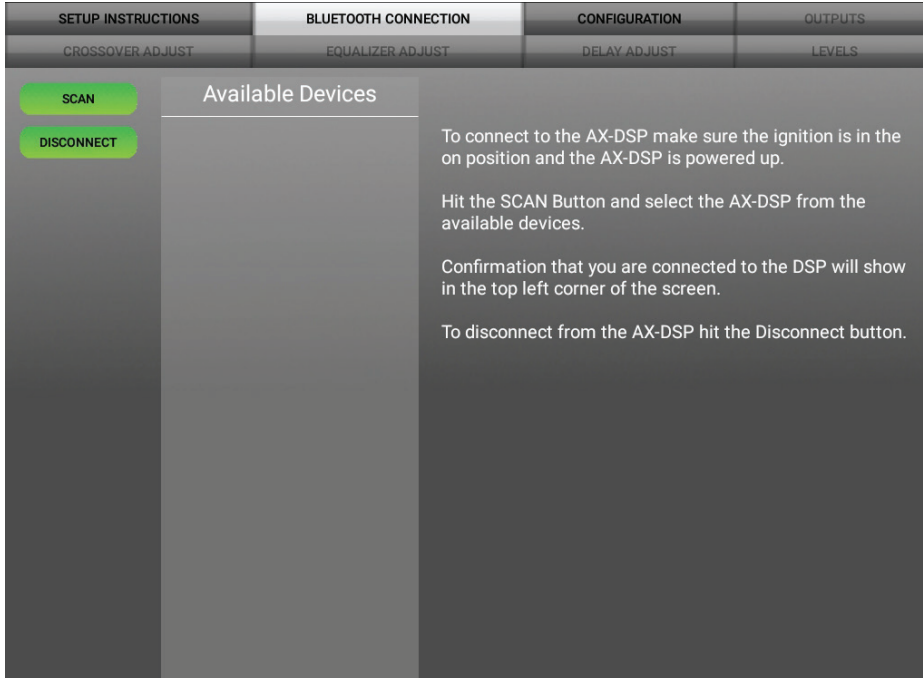 SETUP INSTRUCTIONS
BLUETOOTH CONNECTION
CONFIGURATION
OUTPUTS
CROSSOVER ADJUST
EQUALIZER ADJUST
DELAY ADJUST
LEVELS
SCAN
DISCONNECT
Available Devices
To connect to the AX-DSP make sure the ignition is in the
on position and the AX-DSP is powered up.
Hit the SCAN Button and select the AX-DSP from the
available devices.
Confirmation that you are connected to the DSP will show
in the top left corner of the screen.
To disconnect from the AX-DSP hit the Disconnect button.